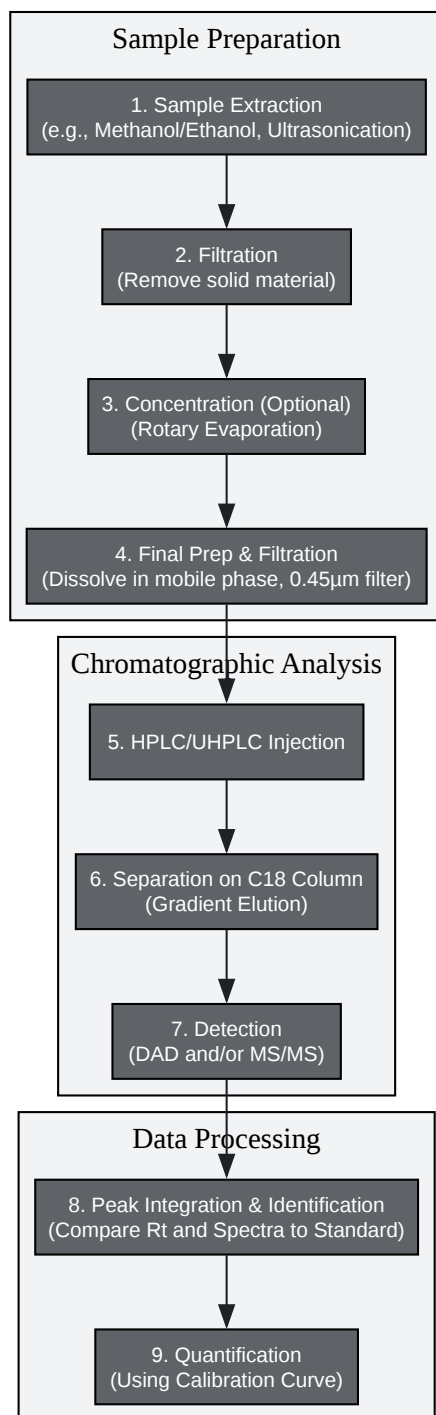 Sample Preparation
1. Sample Extraction
(e.g., Methanol/Ethanol, Ultrasonication)
2. Filtration
(Remove solid material)
3. Concentration (Optional)
(Rotary Evaporation)
4. Final Prep & Filtration
(Dissolve in mobile phase, 0.45µm filter)
Chromatographic Analysis
5. HPLC/UHPLC Injection
6. Separation on C18 Column
(Gradient Elution)
7. Detection
(DAD and/or MS/MS)
Data Processing
8. Peak Integration & Identification
(Compare Rt and Spectra to Standard)
9. Quantification
(Using Calibration Curve)